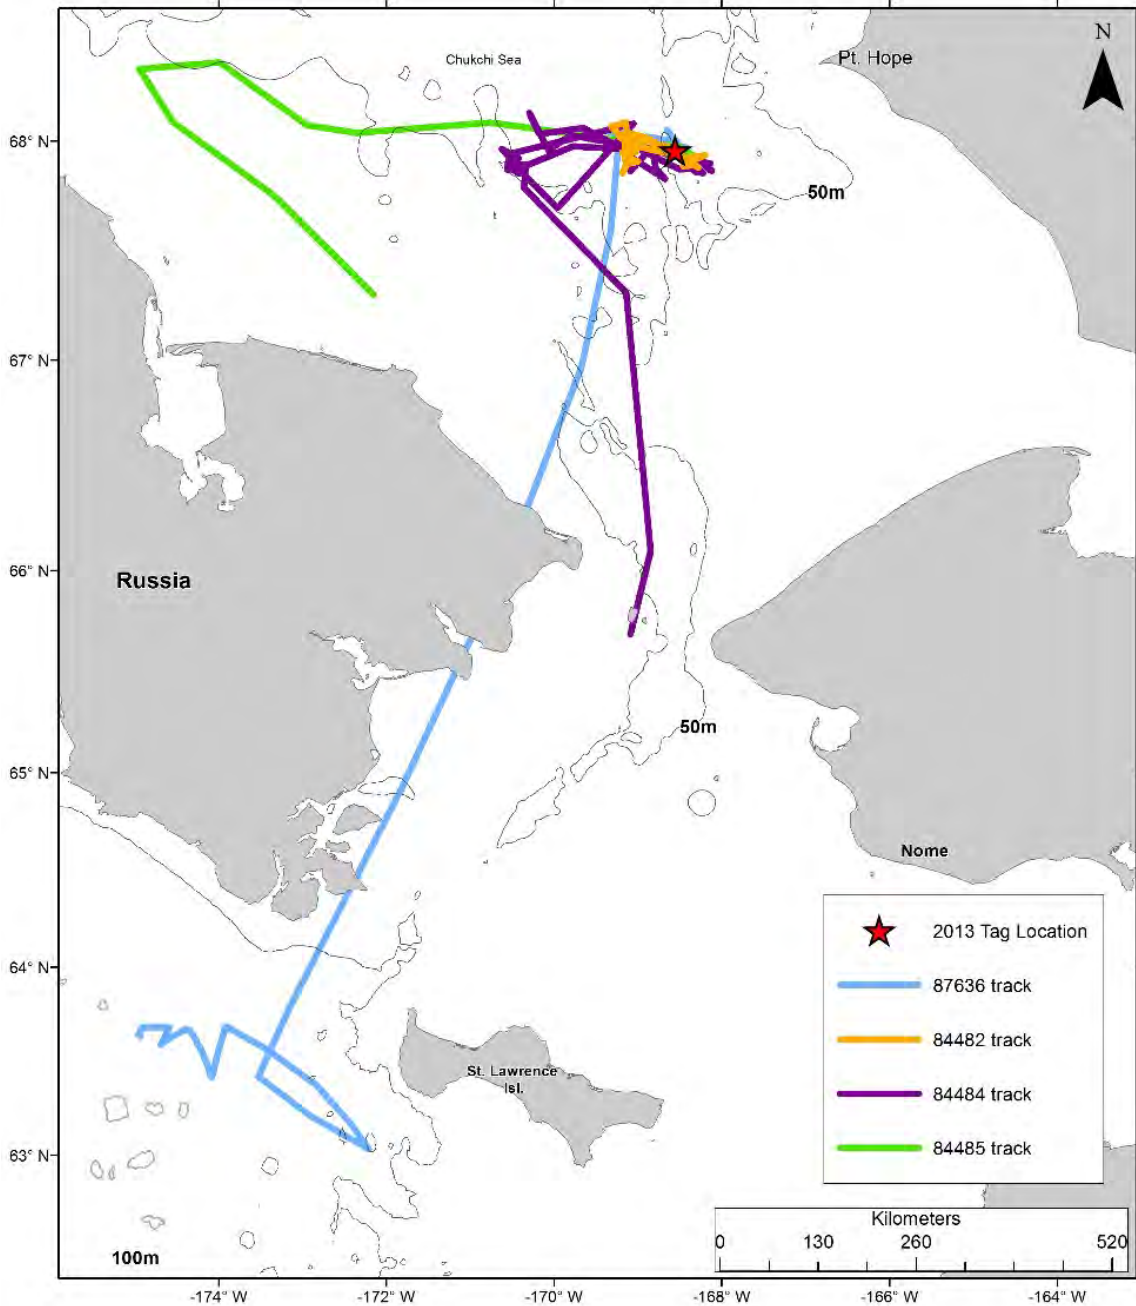 N
Chukchi Sea
Pt. Hope
68° N
50m
67° N
66° N
Russia
50m
65° N
Nome
2013 Tag Location
64° N
87636 track
84482 track
St. Lawrence
Isl.
84484 track
84485 track
63° N
Kilometers
0 130 260 520
100m
-174° W -172° W -170° W -168° W -166° W -164° W